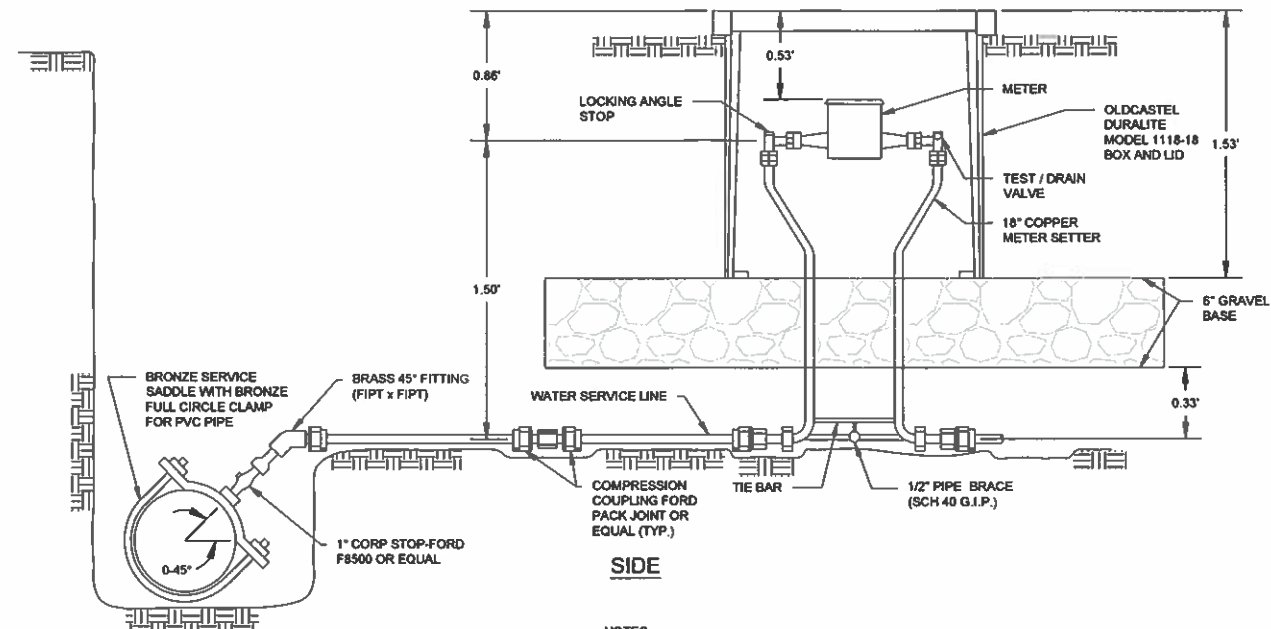 0.86'
0.53'
METER
LOCKING ANGLE
STOP
OLDCASTEL
DURALITE
MODEL 1118-18
BOX AND LID
1.53'
TEST / DRAIN
VALVE
18" COPPER
METER SETTER
1.50'
6" GRAVEL
BASE
BRONZE SERVICE
SADDLE WITH BRONZE
FULL CIRCLE CLAMP
FOR PVC PIPE
BRASS 45° FITTING
(FIPT x FIPT)
WATER SERVICE LINE
0.33'
COMPRESSION
COUPLING FORD
PACK JOINT OR
EQUAL (TYP.)
TIE BAR
1/2" PIPE BRACE
(SCH 40 G.I.P.)
1" CORP STOP-FORD
F8500 OR EQUAL
0-45°
SIDE
NOTES